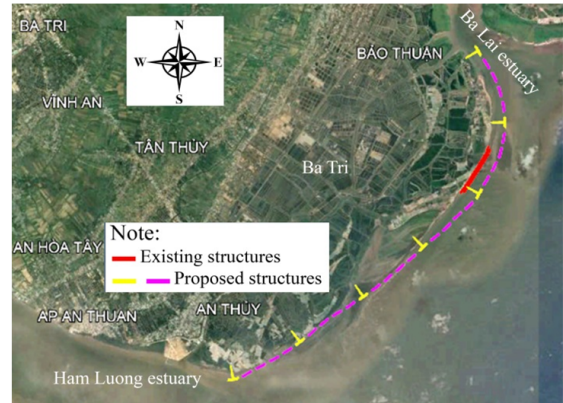 BA TRI
N
W E
S
BẢO THUẬN
Ba Lai estuary
VĨNH AN
TÂN THỦY
Ba Tri
AN HÒA TÂY
Note:
Existing structures
Proposed structures
ẤP AN THUẬN
AN THỦY
Ham Luong estuary